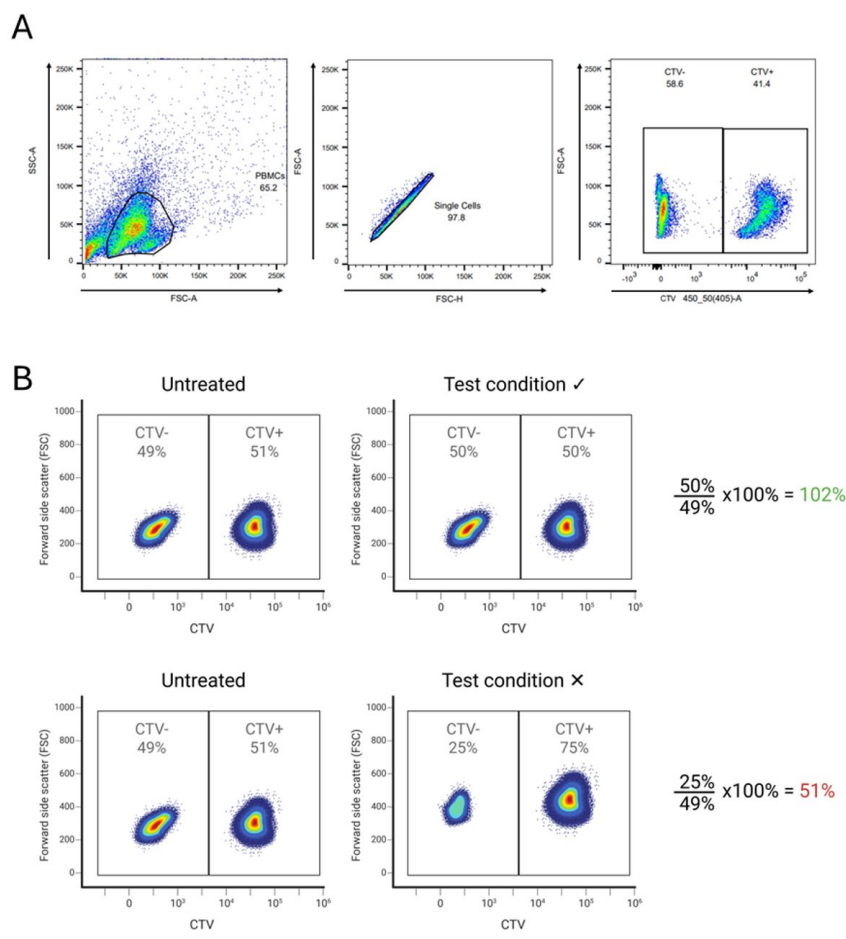 A
250K
200K
150K
100K
50K
0
SSC-A
PBMCs
65.2
0
50K
100K
150K
200K
250K
FSC-A
250K
200K
150K
100K
50K
0
FSC-A
Single Cells
97.8
0
50K
100K
150K
200K
250K
FSC-H
CTV-
58.6
CTV+
41.4
250K
200K
150K
100K
50K
0
FSC-A
-10³
0
10³
10⁴
10⁵
CTV 450_50(405)-A
B
Untreated
1000
800
600
400
200
0
Forward side scatter (FSC)
CTV-
49%
CTV+
51%
0
10³
10⁴
10⁵
10⁶
CTV
Test condition ✓
1000
800
600
400
200
0
Forward side scatter (FSC)
CTV-
50%
CTV+
50%
0
10³
10⁴
10⁵
10⁶
CTV
50%
49%
x100% = 102%
Untreated
1000
800
600
400
200
0
Forward side scatter (FSC)
CTV-
49%
CTV+
51%
0
10³
10⁴
10⁵
10⁶
CTV
Test condition ✕
1000
800
600
400
200
0
Forward side scatter (FSC)
CTV-
25%
CTV+
75%
0
10³
10⁴
10⁵
10⁶
CTV
25%
49%
x100% = 51%